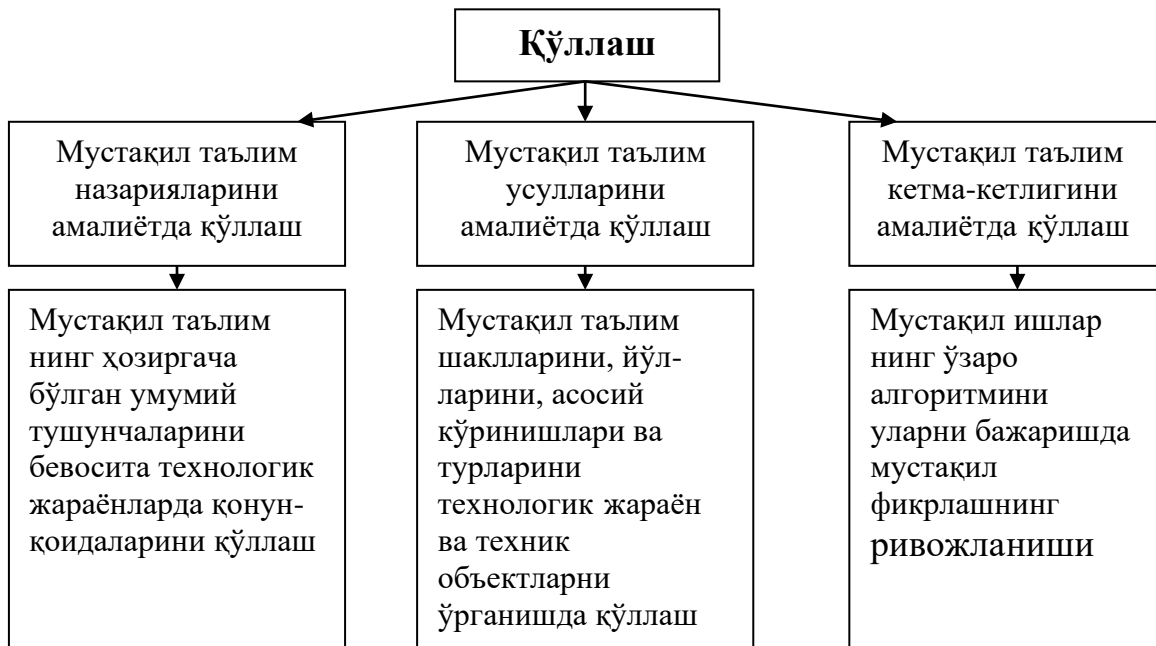 Қўллаш
Мустақил таълим
назарияларини
амалиётда қўллаш
Мустақил таълим
усулларини
амалиётда қўллаш
Мустақил таълим
кетма-кетлигини
амалиётда қўллаш
Мустақил таълим
нинг ҳозиргача
бўлган умумий
тушунчаларини
бевосита технологик
жараёнларда қонун-
қоидаларини қўллаш
Мустақил таълим
шаклларини, йўл-
ларини, асосий
кўринишлари ва
турларини
технологик жараён
ва техник
объектларни
ўрганишда қўллаш
Мустақил ишлар
нинг ўзаро
алгоритмини
уларни бажаришда
мустақил
фикрлашнинг
ривожланиши